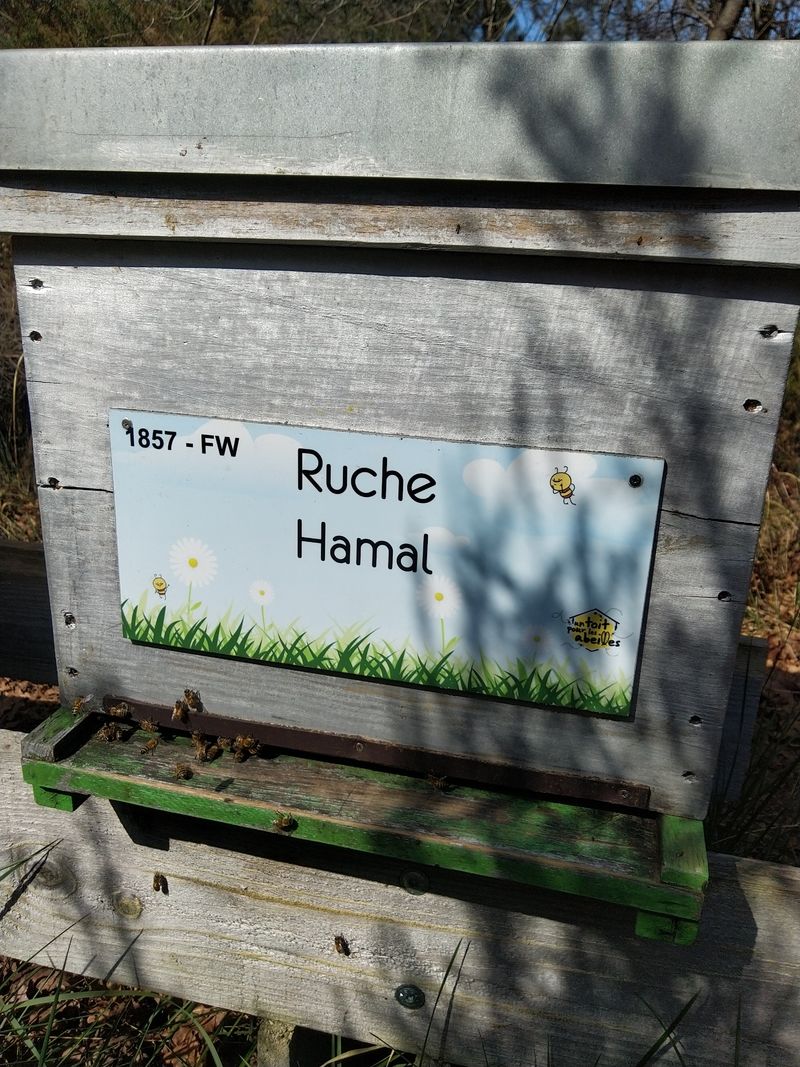 1857 - FW
Ruche
Hamal
un toit
pour les
abeilles